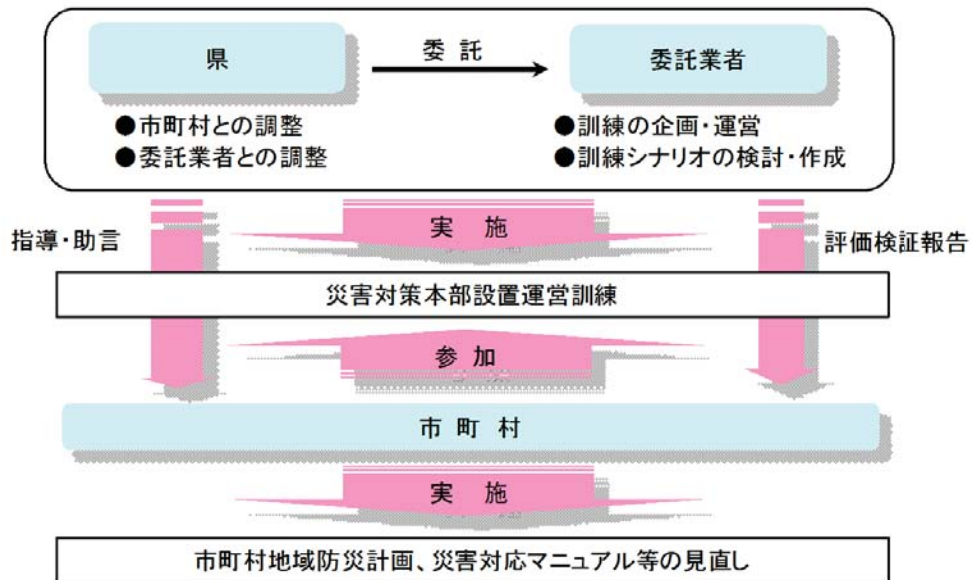 県
委託
委託業者
●市町村との調整
●委託業者との調整
●訓練の企画・運営
●訓練シナリオの検討・作成
指導・助言
実施
評価検証報告
災害対策本部設置運営訓練
参加
市町村
実施
市町村地域防災計画、災害対応マニュアル等の見直し